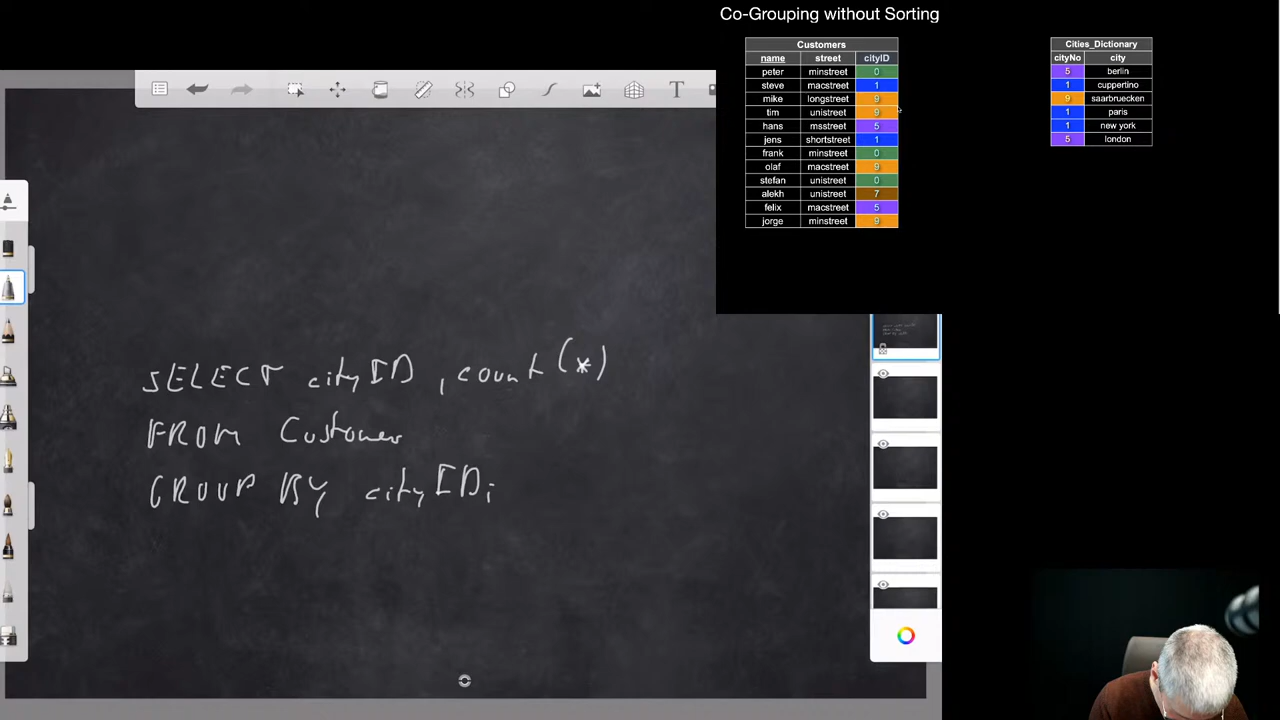 Co-Grouping without Sorting
Customers
name street cityID
peter minstreet 0
steve macstreet 1
mike longstreet 9
tim unistreet 9
hans msstreet 5
jens shortstreet 1
frank minstreet 0
olaf macstreet 9
stefan unistreet 0
alekh unistreet 7
felix macstreet 5
jorge minstreet 9
Cities_Dictionary
cityNo city
5 berlin
1 cuppertino
9 saarbruecken
1 paris
1 new york
5 london
T
SELECT cityID , count (*)
FROM Customer
GROUP BY cityID;